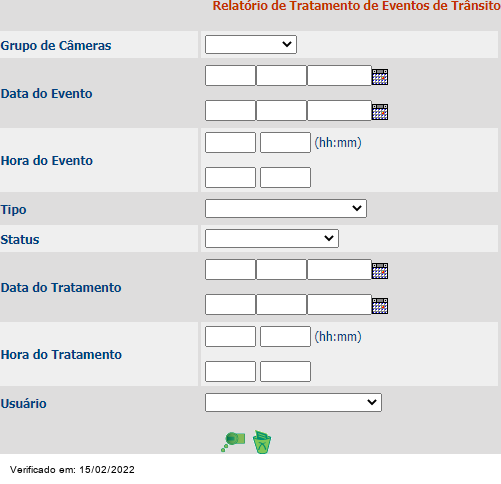 Relatório de Tratamento de Eventos de Trânsito
Grupo de Câmeras
Data do Evento
Hora do Evento (hh:mm)
Tipo
Status
Data do Tratamento
Hora do Tratamento (hh:mm)
Usuário
Verificado em: 15/02/2022